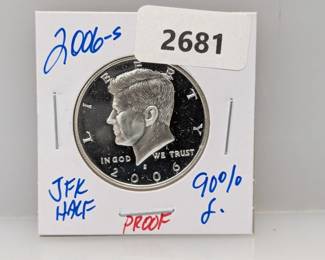 2006-S
2681
LIBERTY
IN GOD WE TRUST
S
2006
JFK
HALF
PROOF
90%